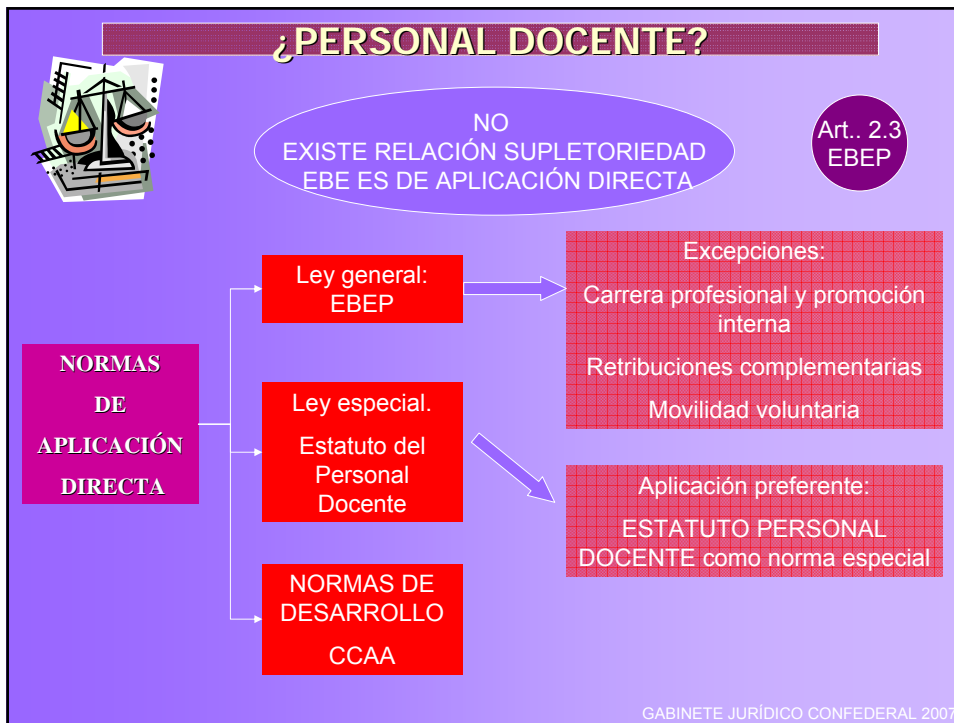 ¿PERSONAL DOCENTE?
NO
EXISTE RELACIÓN SUPLETORIEDAD
EBE ES DE APLICACIÓN DIRECTA
Art.. 2.3
EBEP
NORMAS
DE
APLICACIÓN
DIRECTA
Ley general:
EBEP
Excepciones:
Carrera profesional y promoción
interna
Retribuciones complementarias
Movilidad voluntaria
Ley especial.
Estatuto del
Personal
Docente
Aplicación preferente:
ESTATUTO PERSONAL
DOCENTE como norma especial
NORMAS DE
DESARROLLO
CCAA
GABINETE JURÍDICO CONFEDERAL 2007